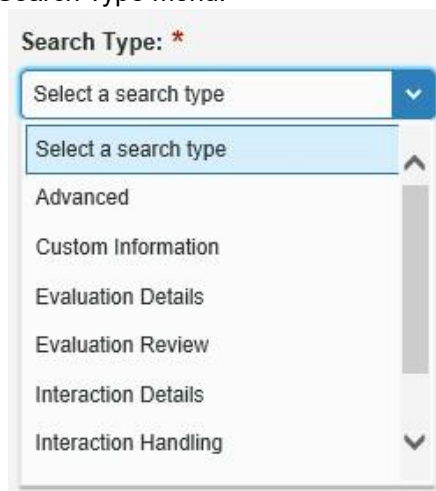 Search Type menu.
Search Type: *
Select a search type
Select a search type
Advanced
Custom Information
Evaluation Details
Evaluation Review
Interaction Details
Interaction Handling